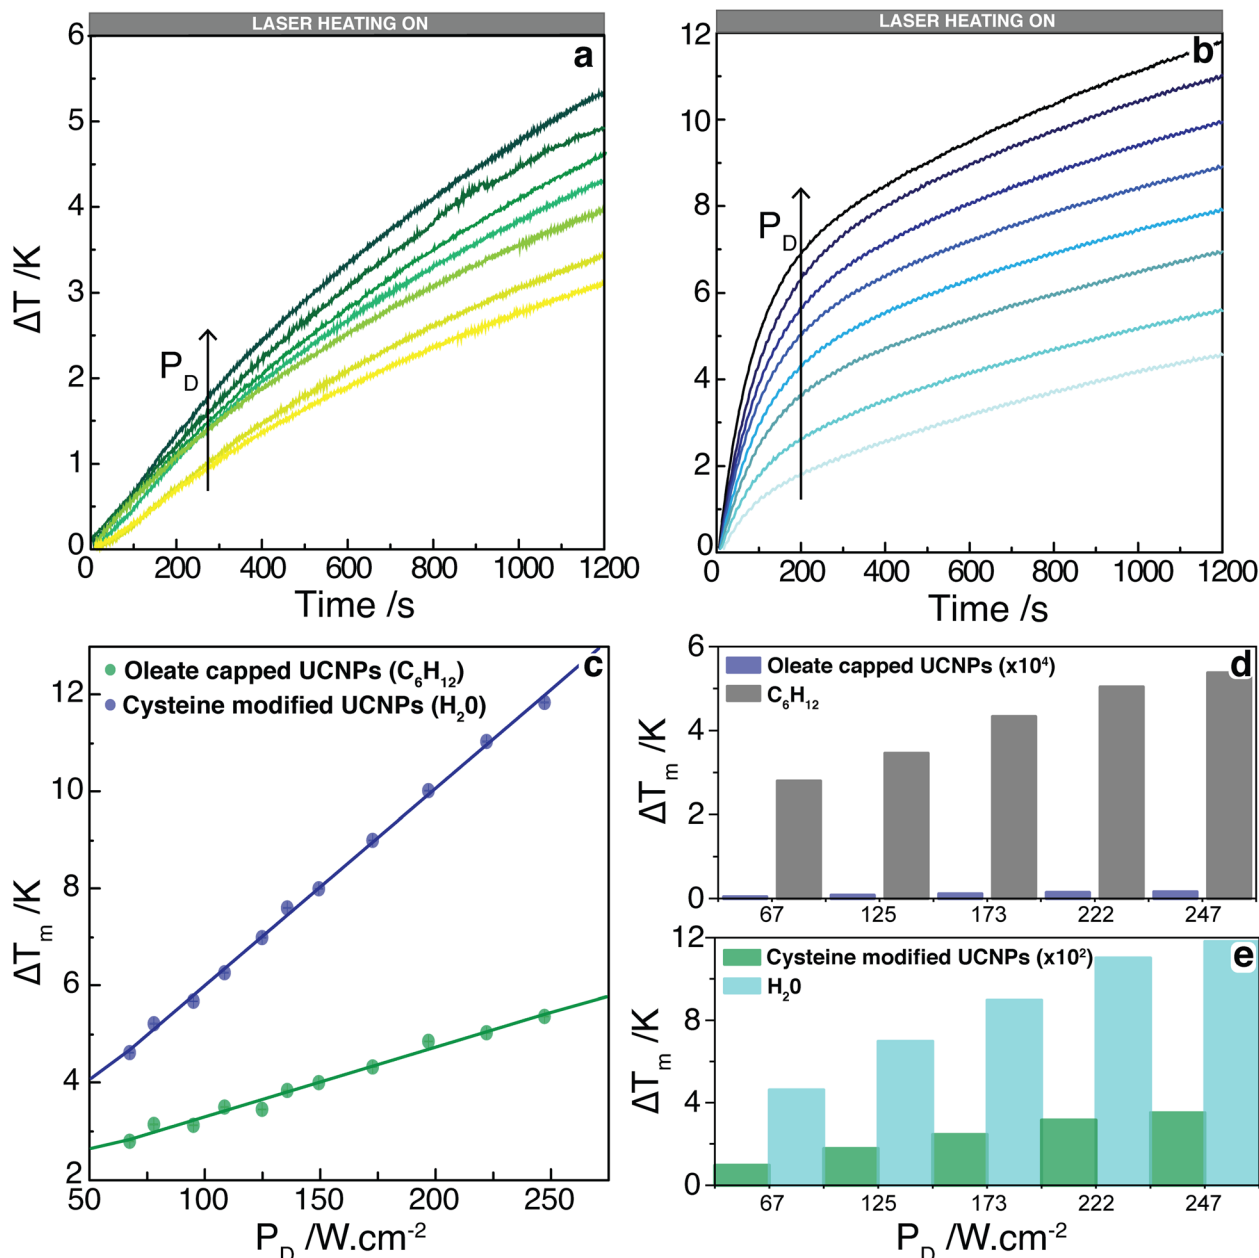 LASER HEATING ON
a
6
5
4
3
2
1
0
ΔT /K
P_D
0 200 400 600 800 1000 1200
Time /s
LASER HEATING ON
b
12
10
8
6
4
2
0
P_D
0 200 400 600 800 1000 1200
Time /s
c
Oleate capped UCNPs (C₆H₁₂)
Cysteine modified UCNPs (H₂0)
12
10
8
6
4
2
ΔTₘ /K
50 100 150 200 250
P_D /W.cm⁻²
d
Oleate capped UCNPs (x10⁴)
C₆H₁₂
6
4
2
0
ΔTₘ /K
67 125 173 222 247
e
Cysteine modified UCNPs (x10²)
H₂0
12
8
4
0
ΔTₘ /K
67 125 173 222 247
P_D /W.cm⁻²